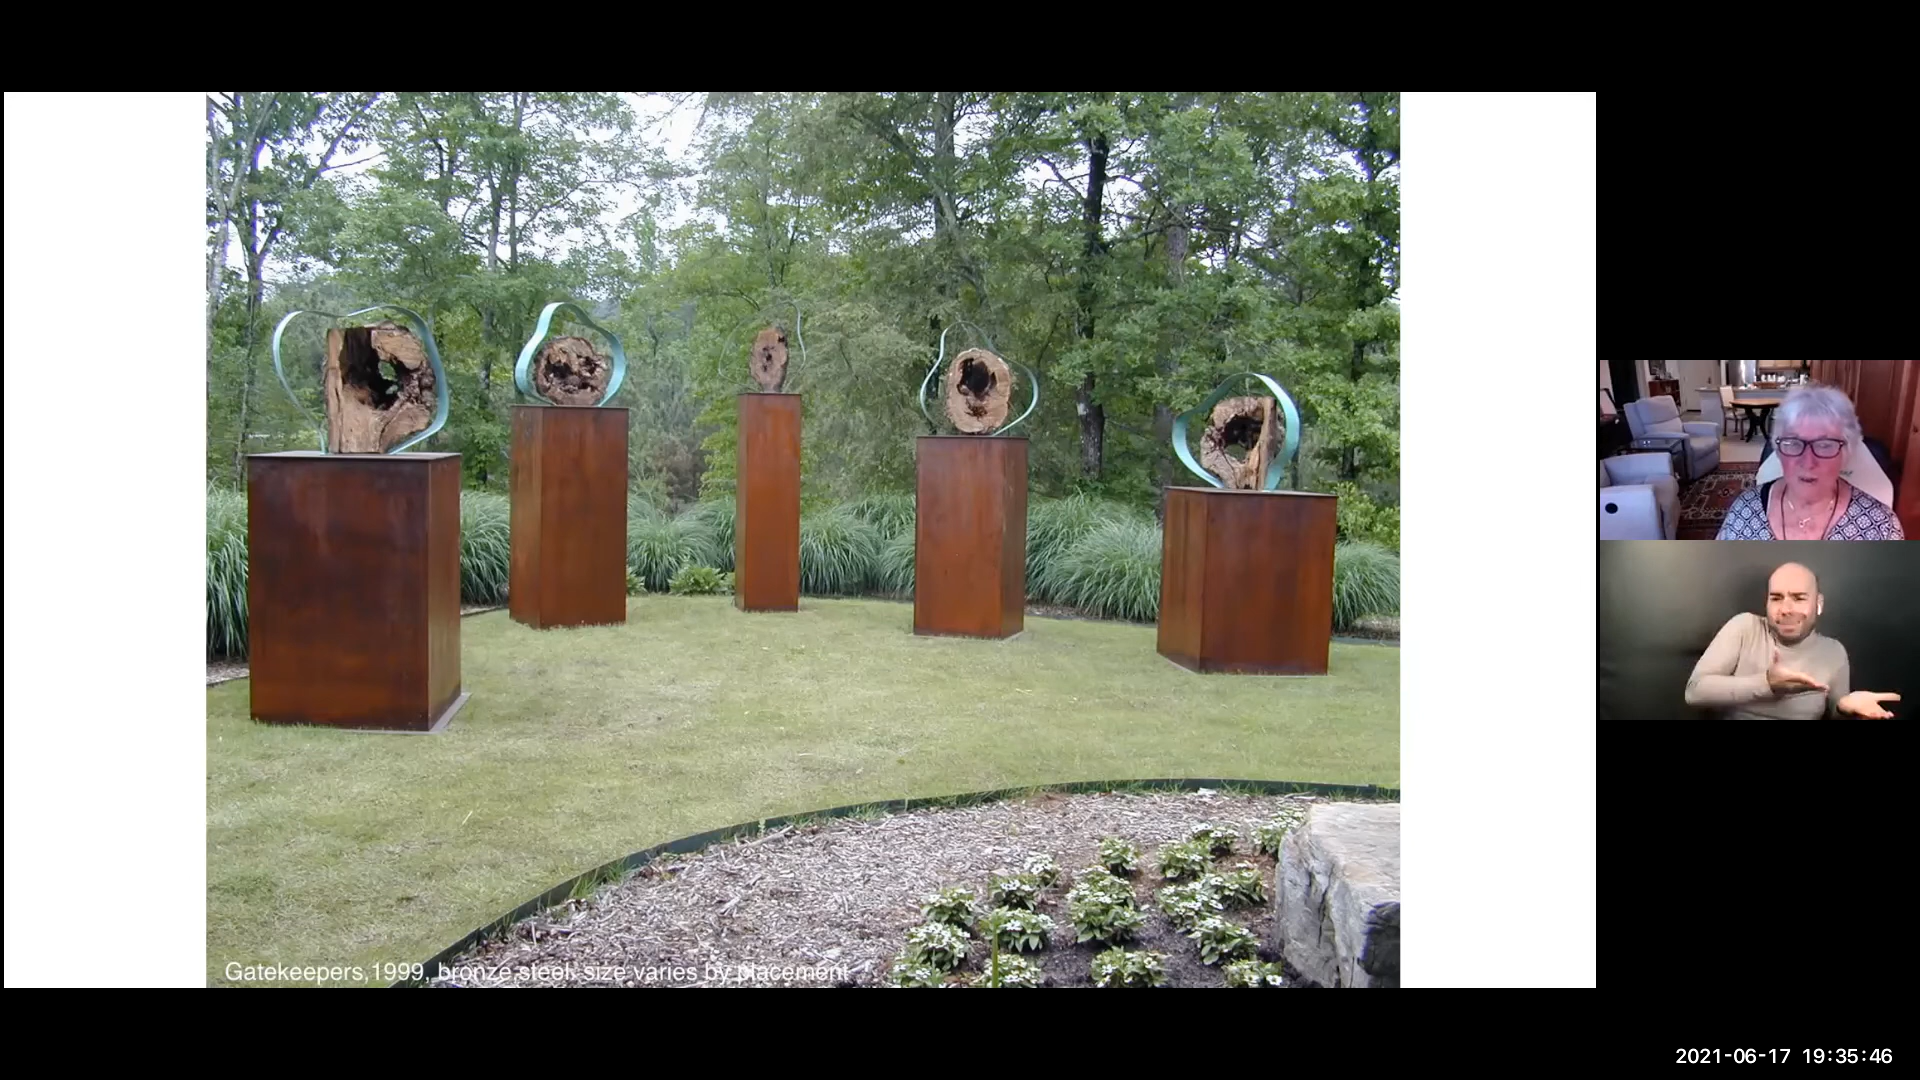 Gatekeepers,1999, bronze steel, size varies by placement
2021-06-17 19:35:46